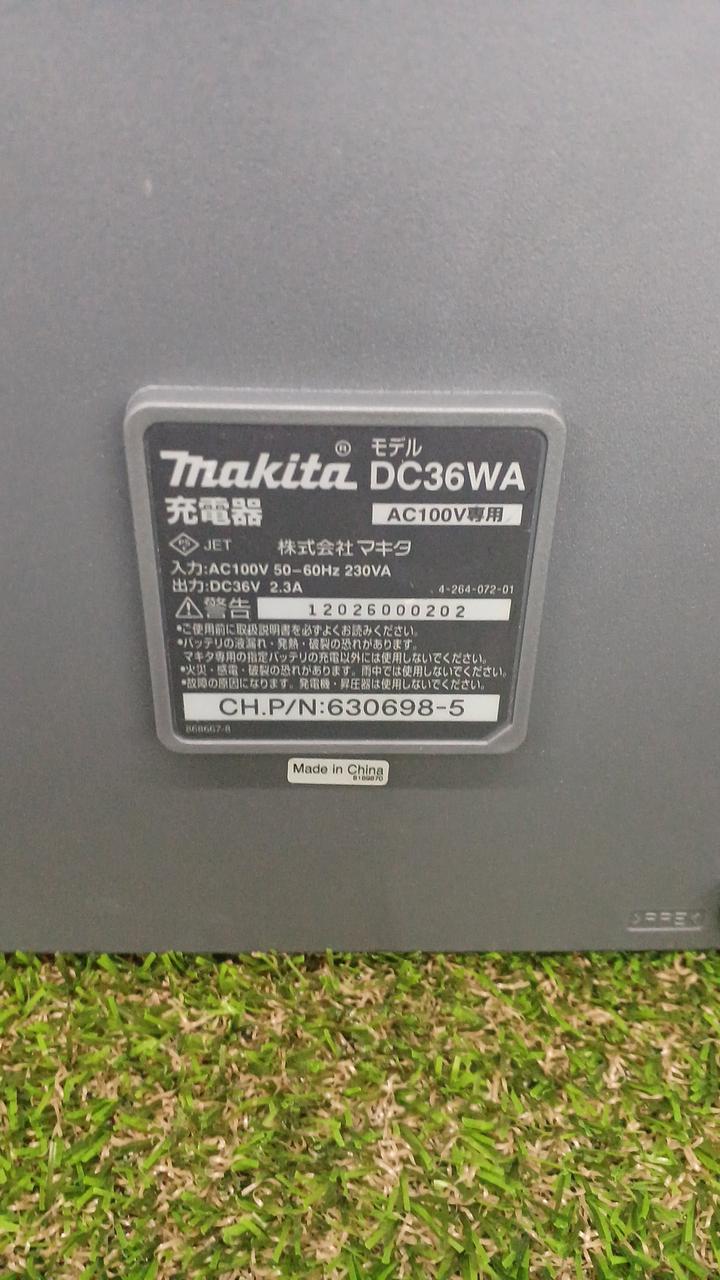 makita® モデル DC36WA
充電器 AC100V専用
PSE JET 株式会社マキタ
入力:AC100V 50-60Hz 230VA
出力:DC36V 2.3A 4-264-072-01
⚠警告 12026000202
•ご使用前に取扱説明書を必ずよくお読みください。
•バッテリの液漏れ・発熱・破裂の恐れがあります。
マキタ専用の指定バッテリの充電以外には使用しないでください。
•火災・感電・破裂の恐れがあります。雨中では使用しないでください。
•故障の原因になります。発電機・昇圧器は使用しないでください。
CH.P/N:630698-5
868667-8
Made in China